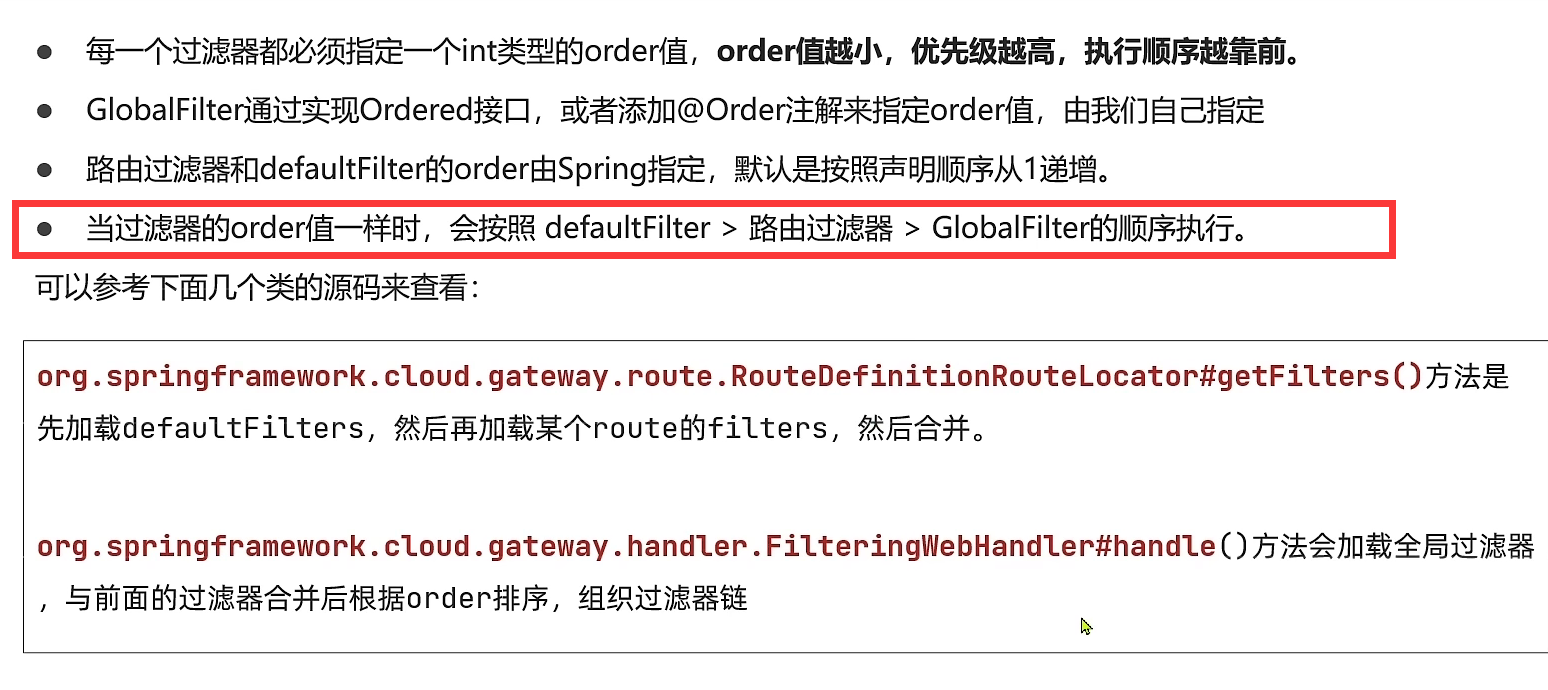 ● 每一个过滤器都必须指定一个int类型的order值，order值越小，优先级越高，执行顺序越靠前。
● GlobalFilter通过实现Ordered接口，或者添加@Order注解来指定order值，由我们自己指定
● 路由过滤器和defaultFilter的order由Spring指定，默认是按照声明顺序从1递增。
● 当过滤器的order值一样时，会按照 defaultFilter > 路由过滤器 > GlobalFilter的顺序执行。
可以参考下面几个类的源码来查看：
org.springframework.cloud.gateway.route.RouteDefinitionRouteLocator#getFilters()方法是
先加载defaultFilters，然后再加载某个route的filters，然后合并。
org.springframework.cloud.gateway.handler.FilteringWebHandler#handle()方法会加载全局过滤器
，与前面的过滤器合并后根据order排序，组织过滤器链